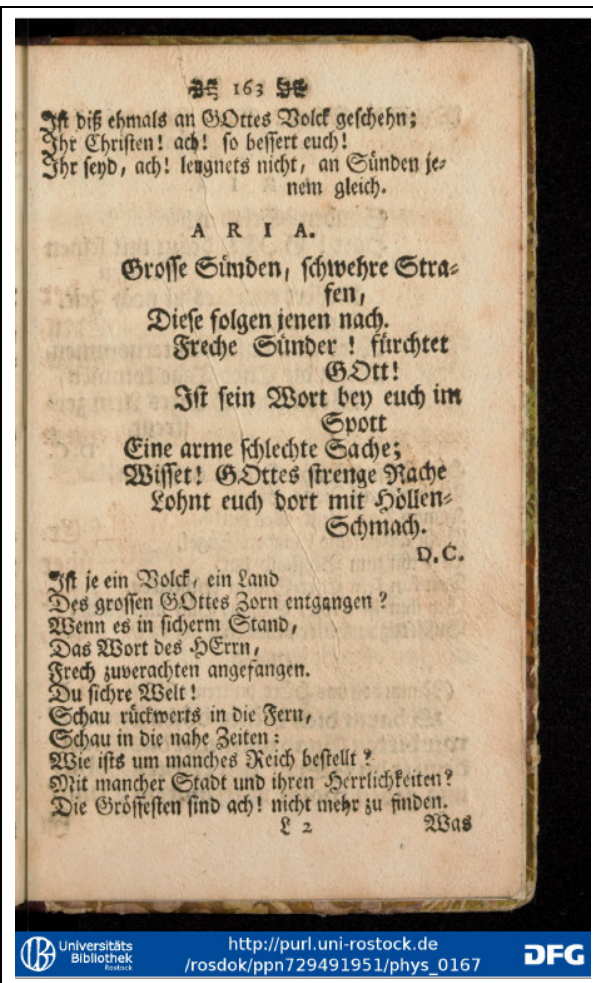 163
Ist diß ehmals an GOttes Volck geschehn;
Ihr Christen! ach! so bessert euch!
Ihr seyd, ach! leugnets nicht, an Sünden je-
nem gleich.
A R I A.
Grosse Sünden, schwehre Stra-
fen,
Diese folgen jenen nach.
Freche Sünder ! fürchtet
GOtt!
Ist sein Wort bey euch im
Spott
Eine arme schlechte Sache;
Wisset! GOttes strenge Rache
Lohnt euch dort mit Höllen-
Schmach.
D.C.
Ist je ein Volck, ein Land
Des grossen GOttes Zorn entgangen ?
Wenn es in sicherm Stand,
Das Wort des HErrn,
Frech zuverachten angefangen.
Du sichre Welt !
Schau rückwerts in die Fern,
Schau in die nahe Zeiten :
Wie ists um manches Reich bestellt ?
Mit mancher Stadt und ihren Herrlichkeiten?
Die Grössesten sind ach! nicht mehr zu finden.
L 2 Was
Universitäts
Bibliothek
Rostock
http://purl.uni-rostock.de
/rosdok/ppn729491951/phys_0167
DFG